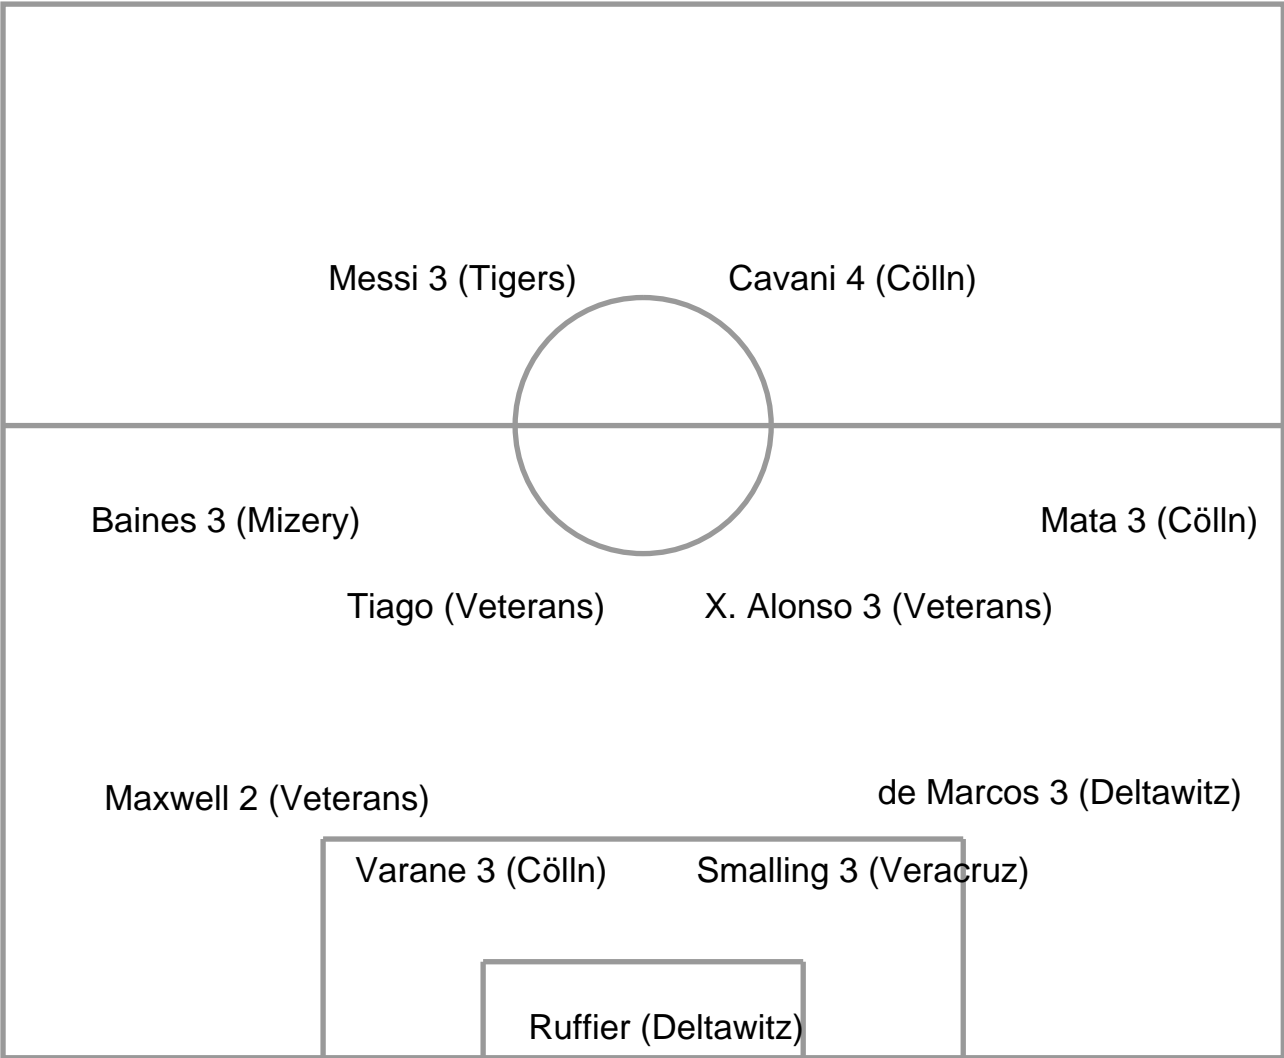 Messi 3 (Tigers)
Cavani 4 (Cölln)
Baines 3 (Mizery)
Mata 3 (Cölln)
Tiago (Veterans)
X. Alonso 3 (Veterans)
Maxwell 2 (Veterans)
de Marcos 3 (Deltawitz)
Varane 3 (Cölln)
Smalling 3 (Veracruz)
Ruffier (Deltawitz)